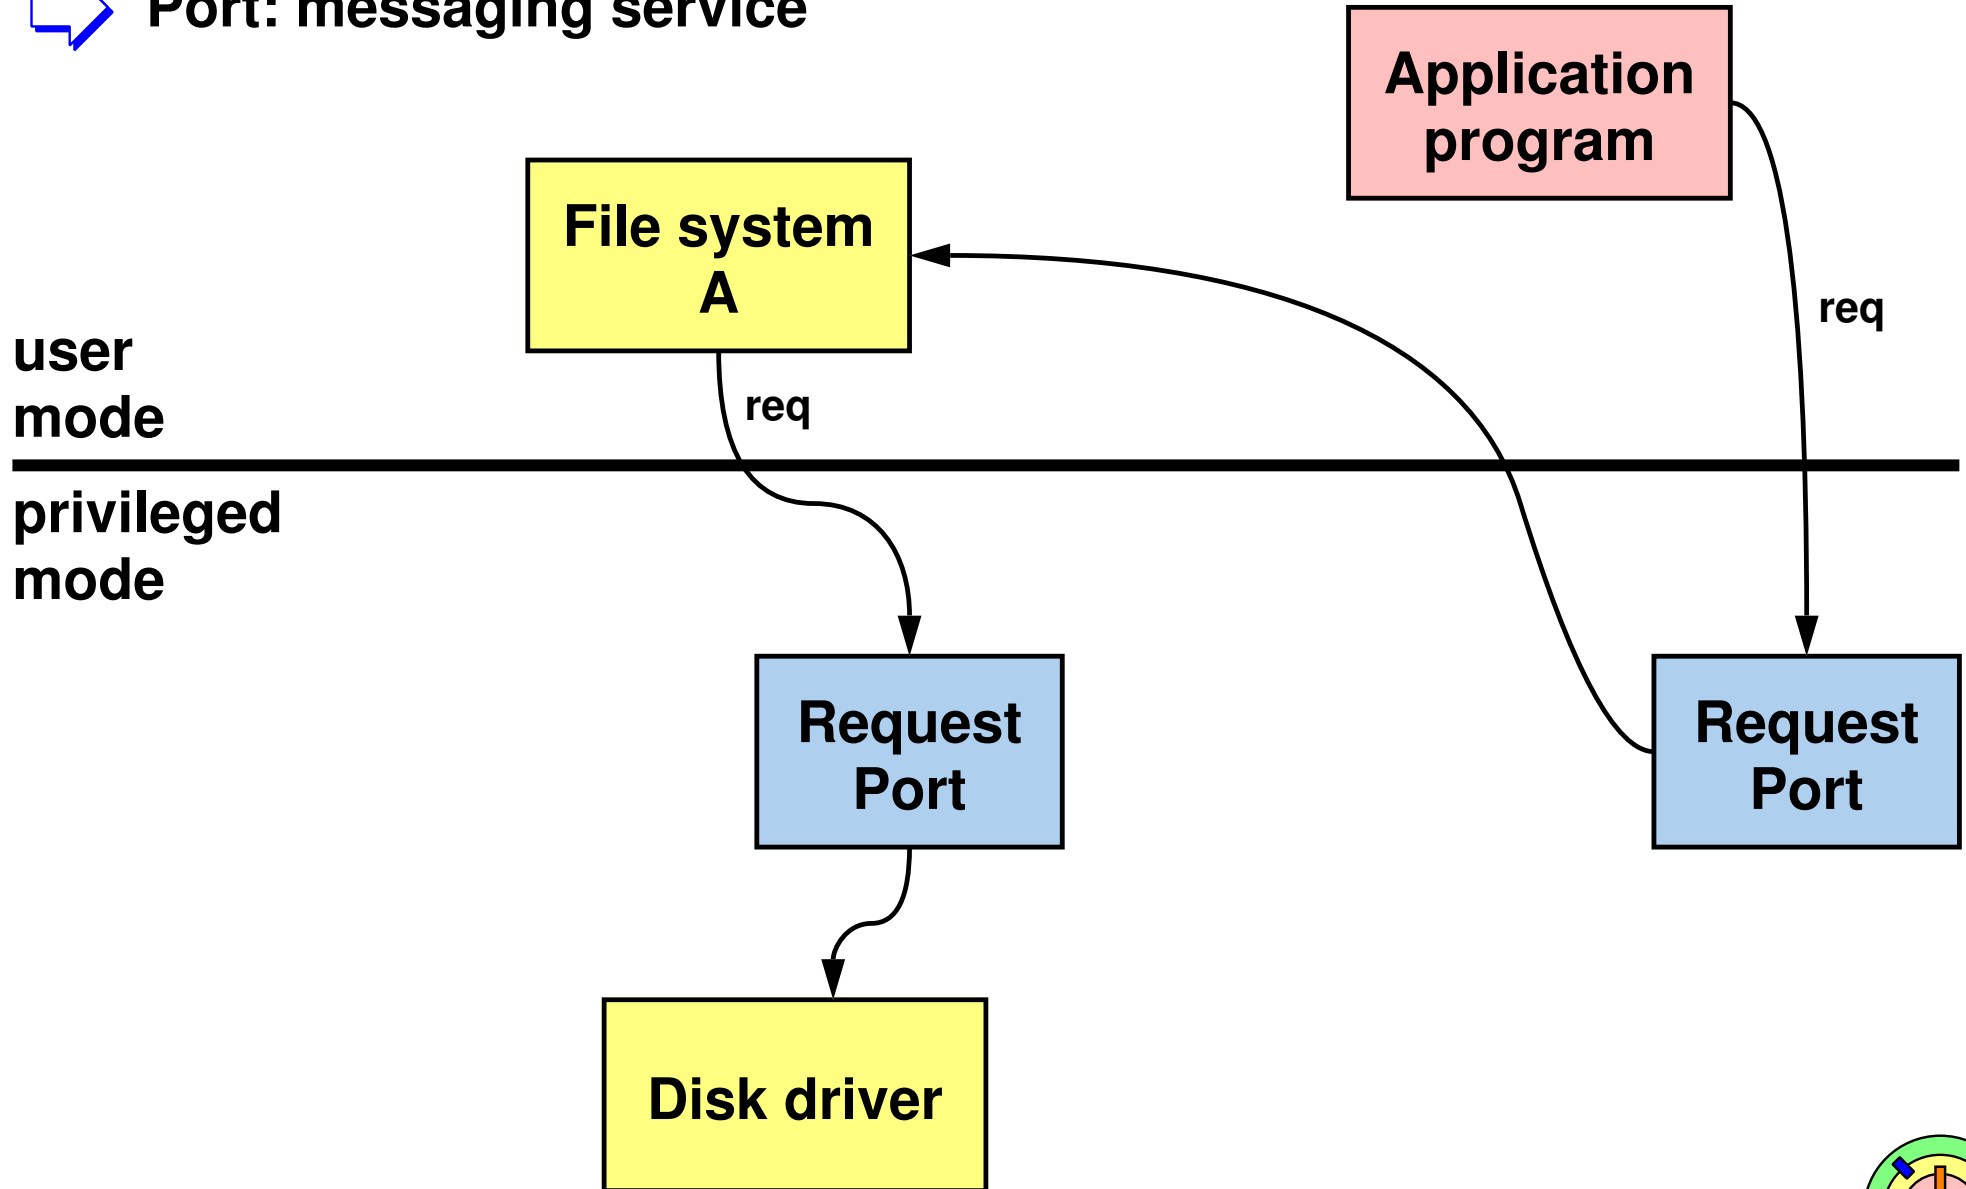 Port: messaging service
Application
program
File system
A
req
user
mode
req
privileged
mode
Request
Port
Request
Port
Disk driver